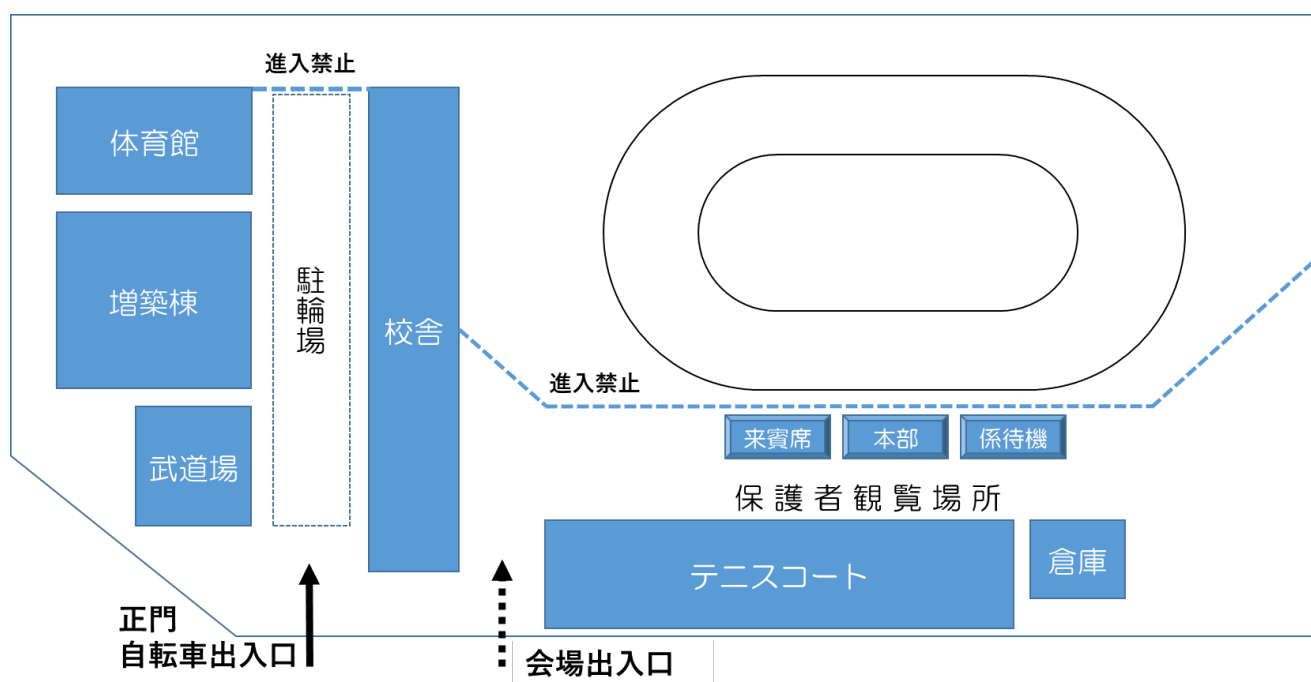 進入禁止
体育館
増築棟
駐輪場
校舎
武道場
進入禁止
来賓席
本部
係待機
保護者観覧場所
テニスコート
倉庫
正門
自転車出入口
会場出入口